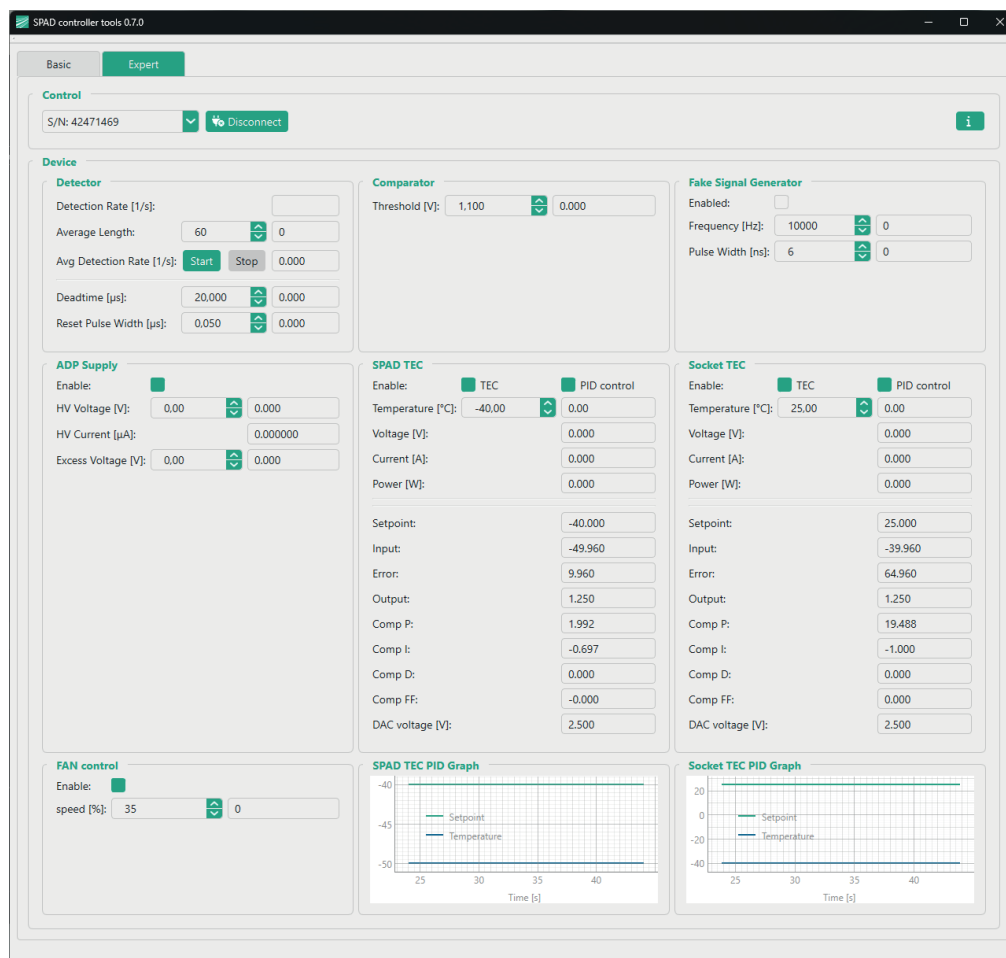 SPAD controller tools 0.7.0
Basic Expert
Control
S/N: 42471469 Disconnect i
Device
Detector
Detection Rate [1/s]:
Average Length: 60 0
Avg Detection Rate [1/s]: Start Stop 0.000
Deadtime [µs]: 20,000 0.000
Reset Pulse Width [µs]: 0,050 0.000
Comparator
Threshold [V]: 1,100 0.000
Fake Signal Generator
Enabled:
Frequency [Hz]: 10000 0
Pulse Width [ns]: 6 0
ADP Supply
Enable:
HV Voltage [V]: 0,00 0.000
HV Current [µA]: 0.000000
Excess Voltage [V]: 0,00 0.000
SPAD TEC
Enable: TEC PID control
Temperature [°C]: -40,00 0.00
Voltage [V]: 0.000
Current [A]: 0.000
Power [W]: 0.000
Setpoint: -40.000
Input: -49.960
Error: 9.960
Output: 1.250
Comp P: 1.992
Comp I: -0.697
Comp D: 0.000
Comp FF: -0.000
DAC voltage [V]: 2.500
Socket TEC
Enable: TEC PID control
Temperature [°C]: 25,00 0.00
Voltage [V]: 0.000
Current [A]: 0.000
Power [W]: 0.000
Setpoint: 25.000
Input: -39.960
Error: 64.960
Output: 1.250
Comp P: 19.488
Comp I: -1.000
Comp D: 0.000
Comp FF: 0.000
DAC voltage [V]: 2.500
FAN control
Enable:
speed [%]: 35 0
SPAD TEC PID Graph
-40
Setpoint
-45
Temperature
-50
25 30 35 40
Time [s]
Socket TEC PID Graph
20
0
Setpoint
-20
Temperature
-40
25 30 35 40
Time [s]